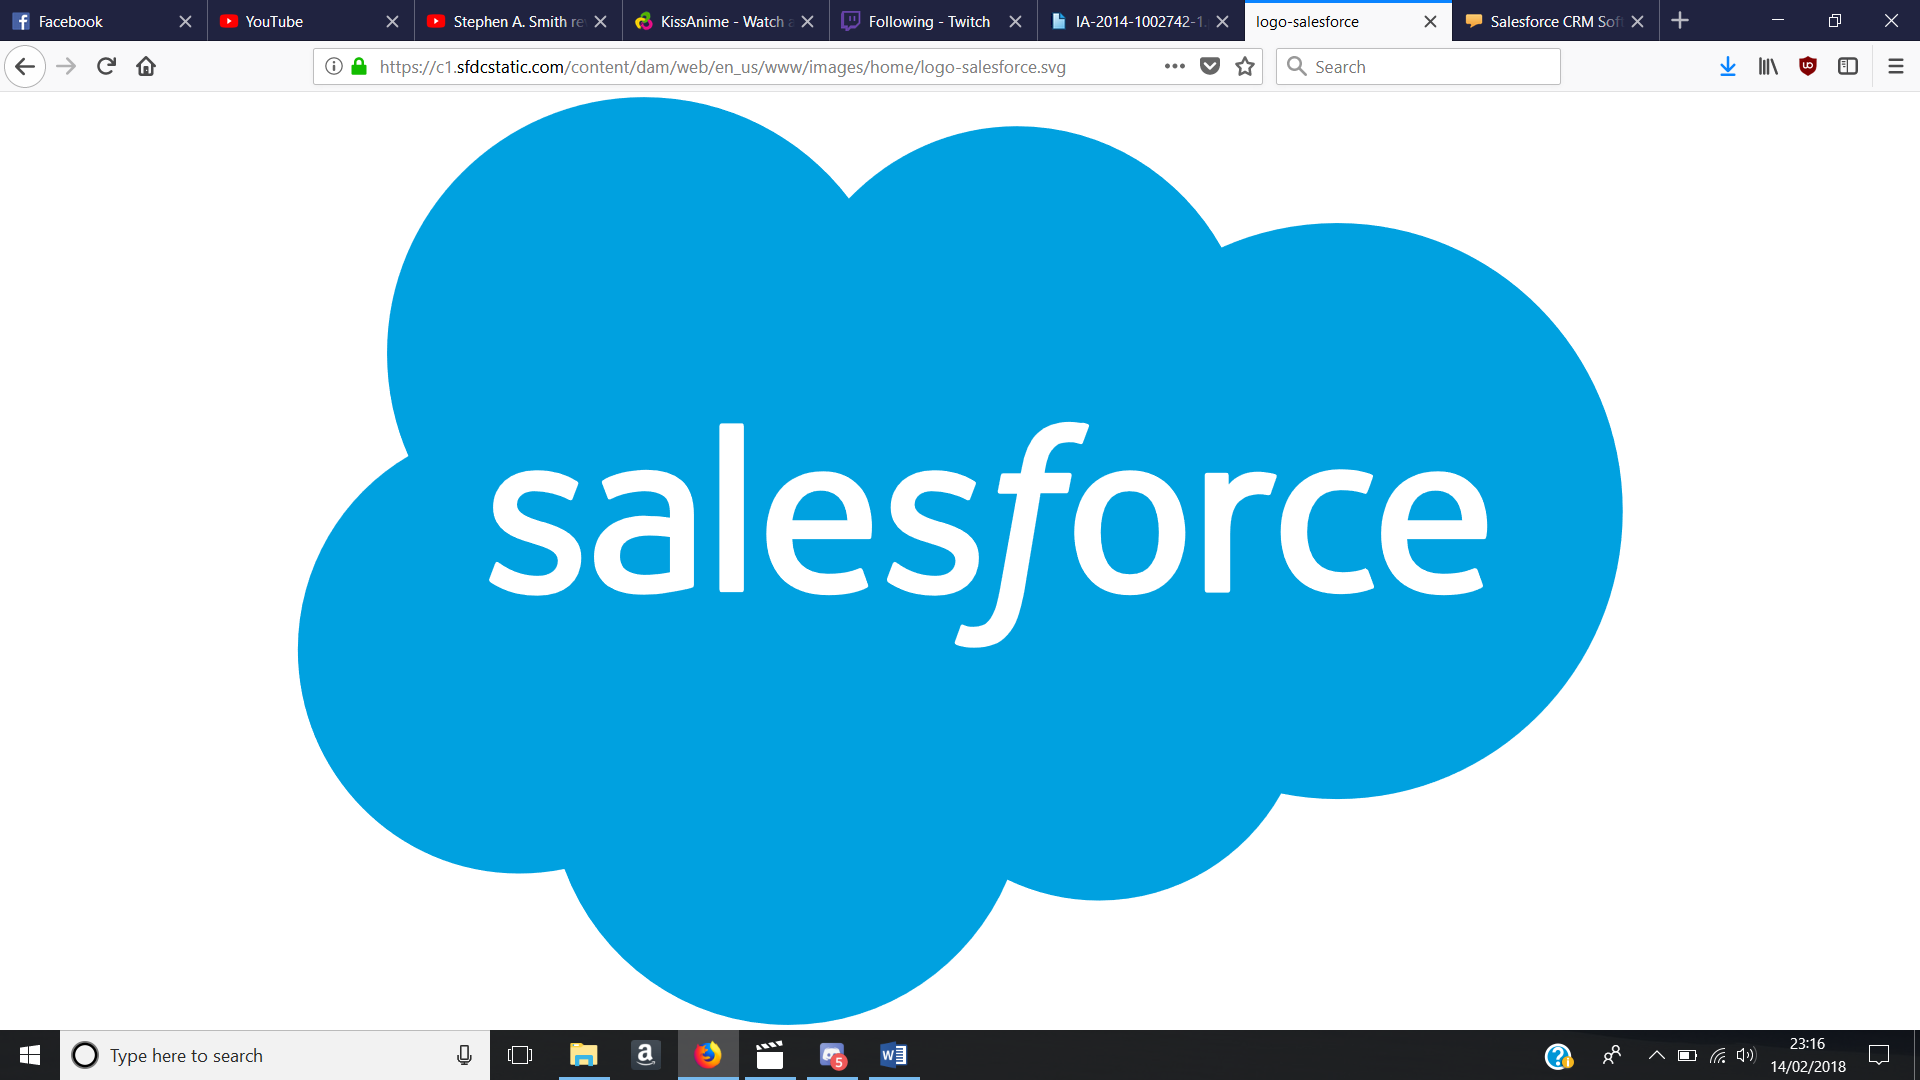 Facebook
YouTube
Stephen A. Smith re
KissAnime - Watch a
Following - Twitch
IA-2014-1002742-1.
logo-salesforce
Salesforce CRM Soft
https://c1.sfdcstatic.com/content/dam/web/en_us/www/images/home/logo-salesforce.svg
Search
salesforce
Type here to search
a
5
W
23:16
14/02/2018